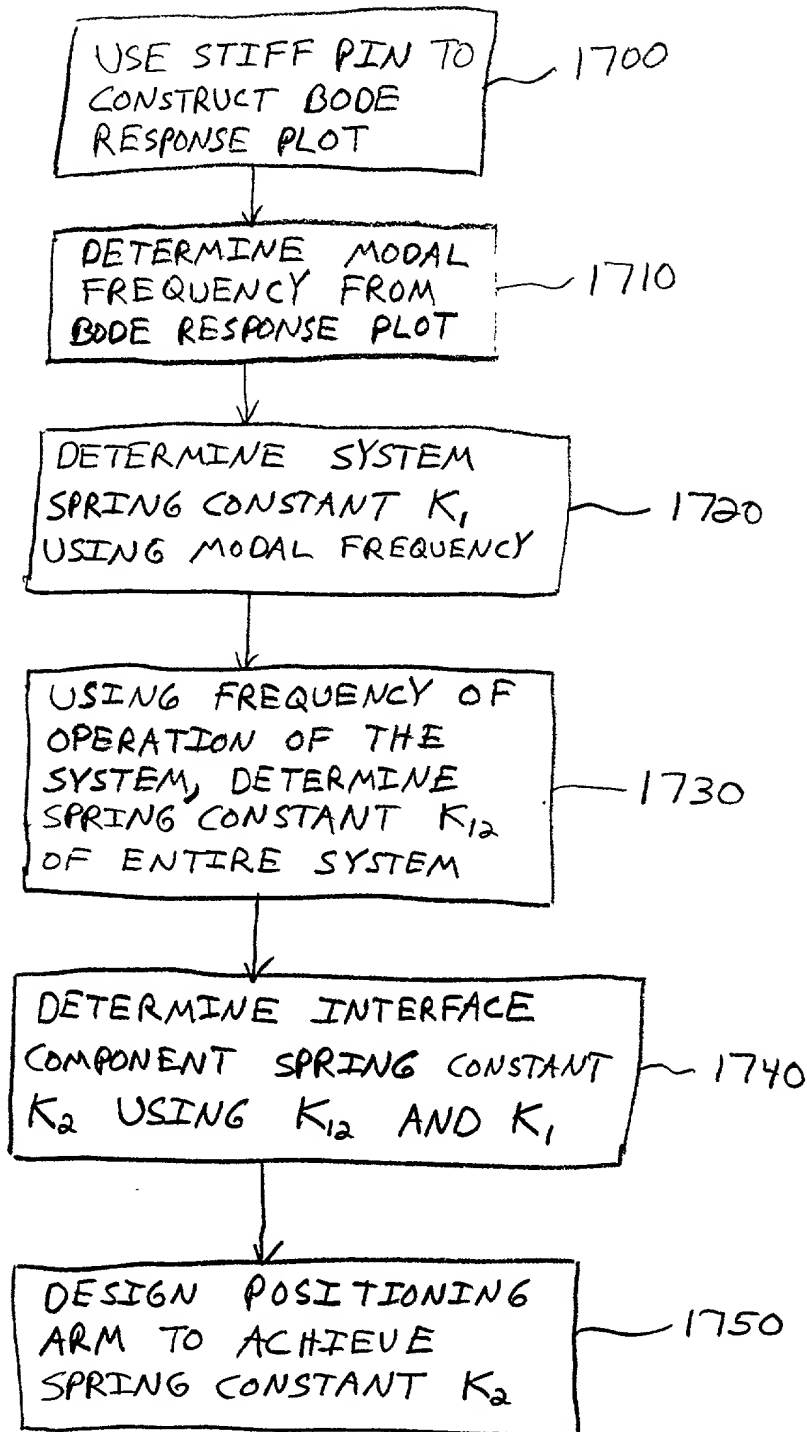 USE STIFF PIN TO
CONSTRUCT BODE
RESPONSE PLOT
1700
DETERMINE MODAL
FREQUENCY FROM
BODE RESPONSE PLOT
1710
DETERMINE SYSTEM
SPRING CONSTANT K₁
USING MODAL FREQUENCY
1720
USING FREQUENCY OF
OPERATION OF THE
SYSTEM, DETERMINE
SPRING CONSTANT K₁₂
OF ENTIRE SYSTEM
1730
DETERMINE INTERFACE
COMPONENT SPRING CONSTANT
K₂ USING K₁₂ AND K₁
1740
DESIGN POSITIONING
ARM TO ACHIEVE
SPRING CONSTANT K₂
1750